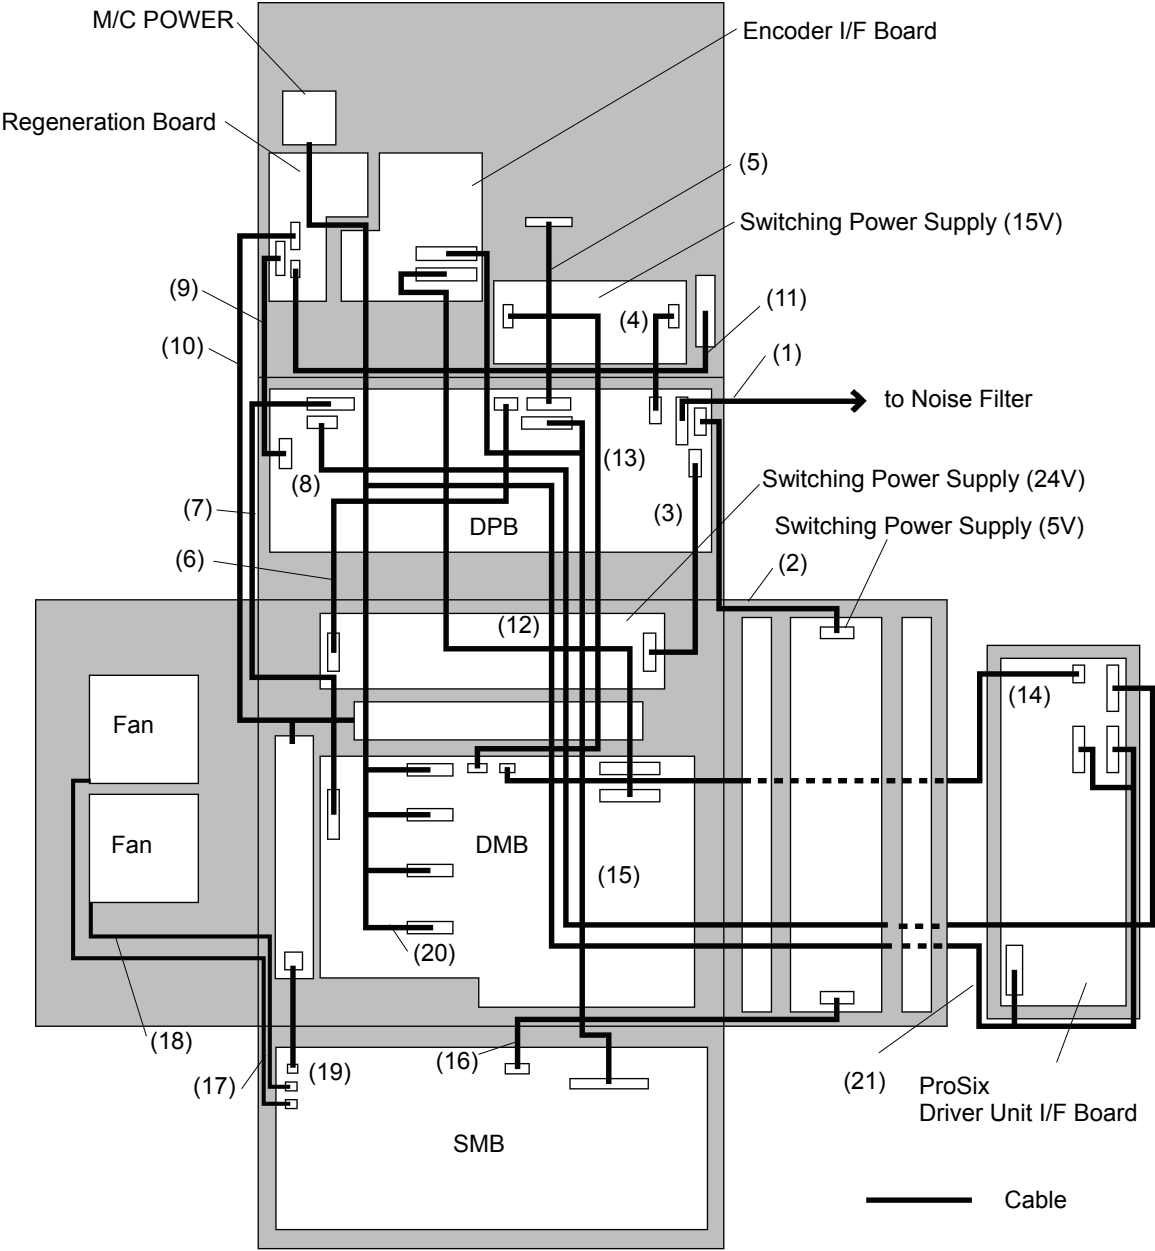 M/C POWER
Encoder I/F Board
Regeneration Board
(5)
Switching Power Supply (15V)
(9)
(4)
(11)
(10)
(1)
to Noise Filter
(13)
(8)
Switching Power Supply (24V)
(7)
(3)
DPB
Switching Power Supply (5V)
(6)
(2)
(12)
(14)
Fan
Fan
DMB
(15)
(20)
(18)
(16)
(19)
(17)
(21)
ProSix
Driver Unit I/F Board
SMB
Cable